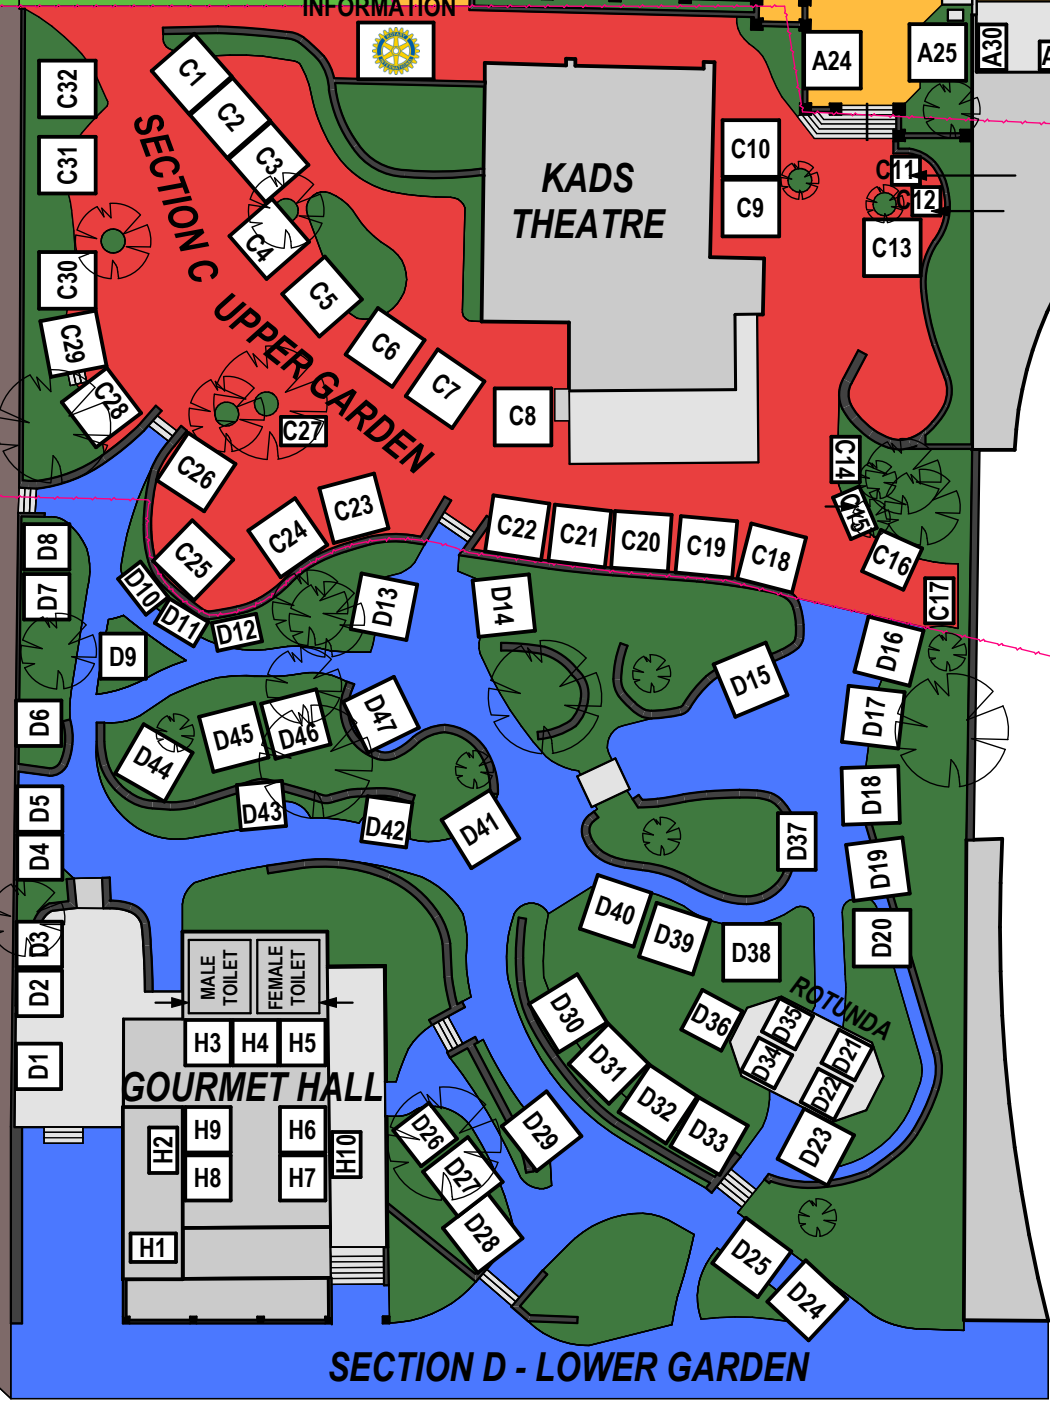 INFORMATION
A24
A25
A30
A
C32
C1
C2
C3
C31
C10
C9
C11
C12
C13
KADS
THEATRE
SECTION C UPPER GARDEN
C4
C30
C5
C29
C6
C7
C28
C8
C27
C26
C14
C15
C23
C24
C22
C21
C20
C19
C18
C25
C16
C17
D8
D7
D10
D11
D12
D13
D14
D9
D15
D16
D6
D44
D45
D46
D47
D17
D5
D43
D42
D41
D37
D18
D4
D19
D3
D40
D39
D38
D20
D2
MALE
TOILET
FEMALE
TOILET
ROTUNDA
D30
D36
D35
D21
D1
H3
H4
H5
D31
D34
D22
GOURMET HALL
D32
D33
D23
H2
H9
H6
H10
D26
D29
H8
H7
D27
D28
H1
D25
D24
SECTION D - LOWER GARDEN